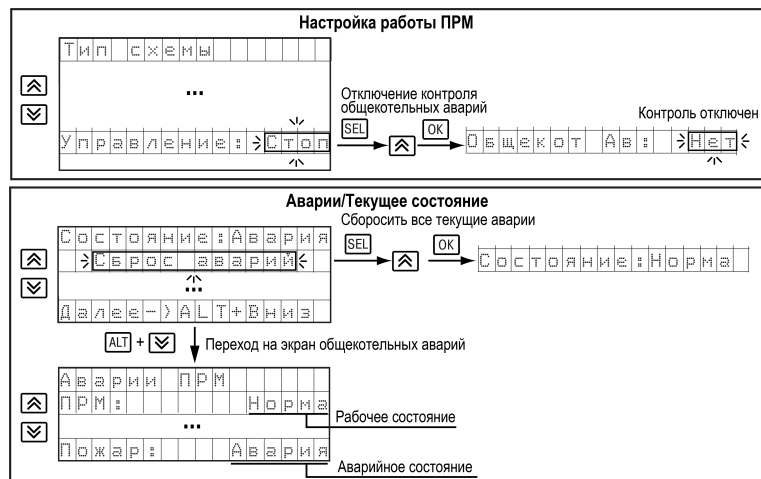 Настройка работы ПРМ
Тип схемы
...
Отключение контроля
общекотельных аварий
Контроль отключен
SEL
OK
Управление: Стоп
Общекот Ав: Нет
Аварии/Текущее состояние
Сборосить все текущие аварии
Состояние:Авария
SEL
OK
Сброс аварий
Состояние:Норма
...
Далее->ALT+Вниз
ALT + Переход на экран общекотельных аварий
Аварии ПРМ
ПРМ: Норма
Рабочее состояние
...
Пожар: Авария
Аварийное состояние